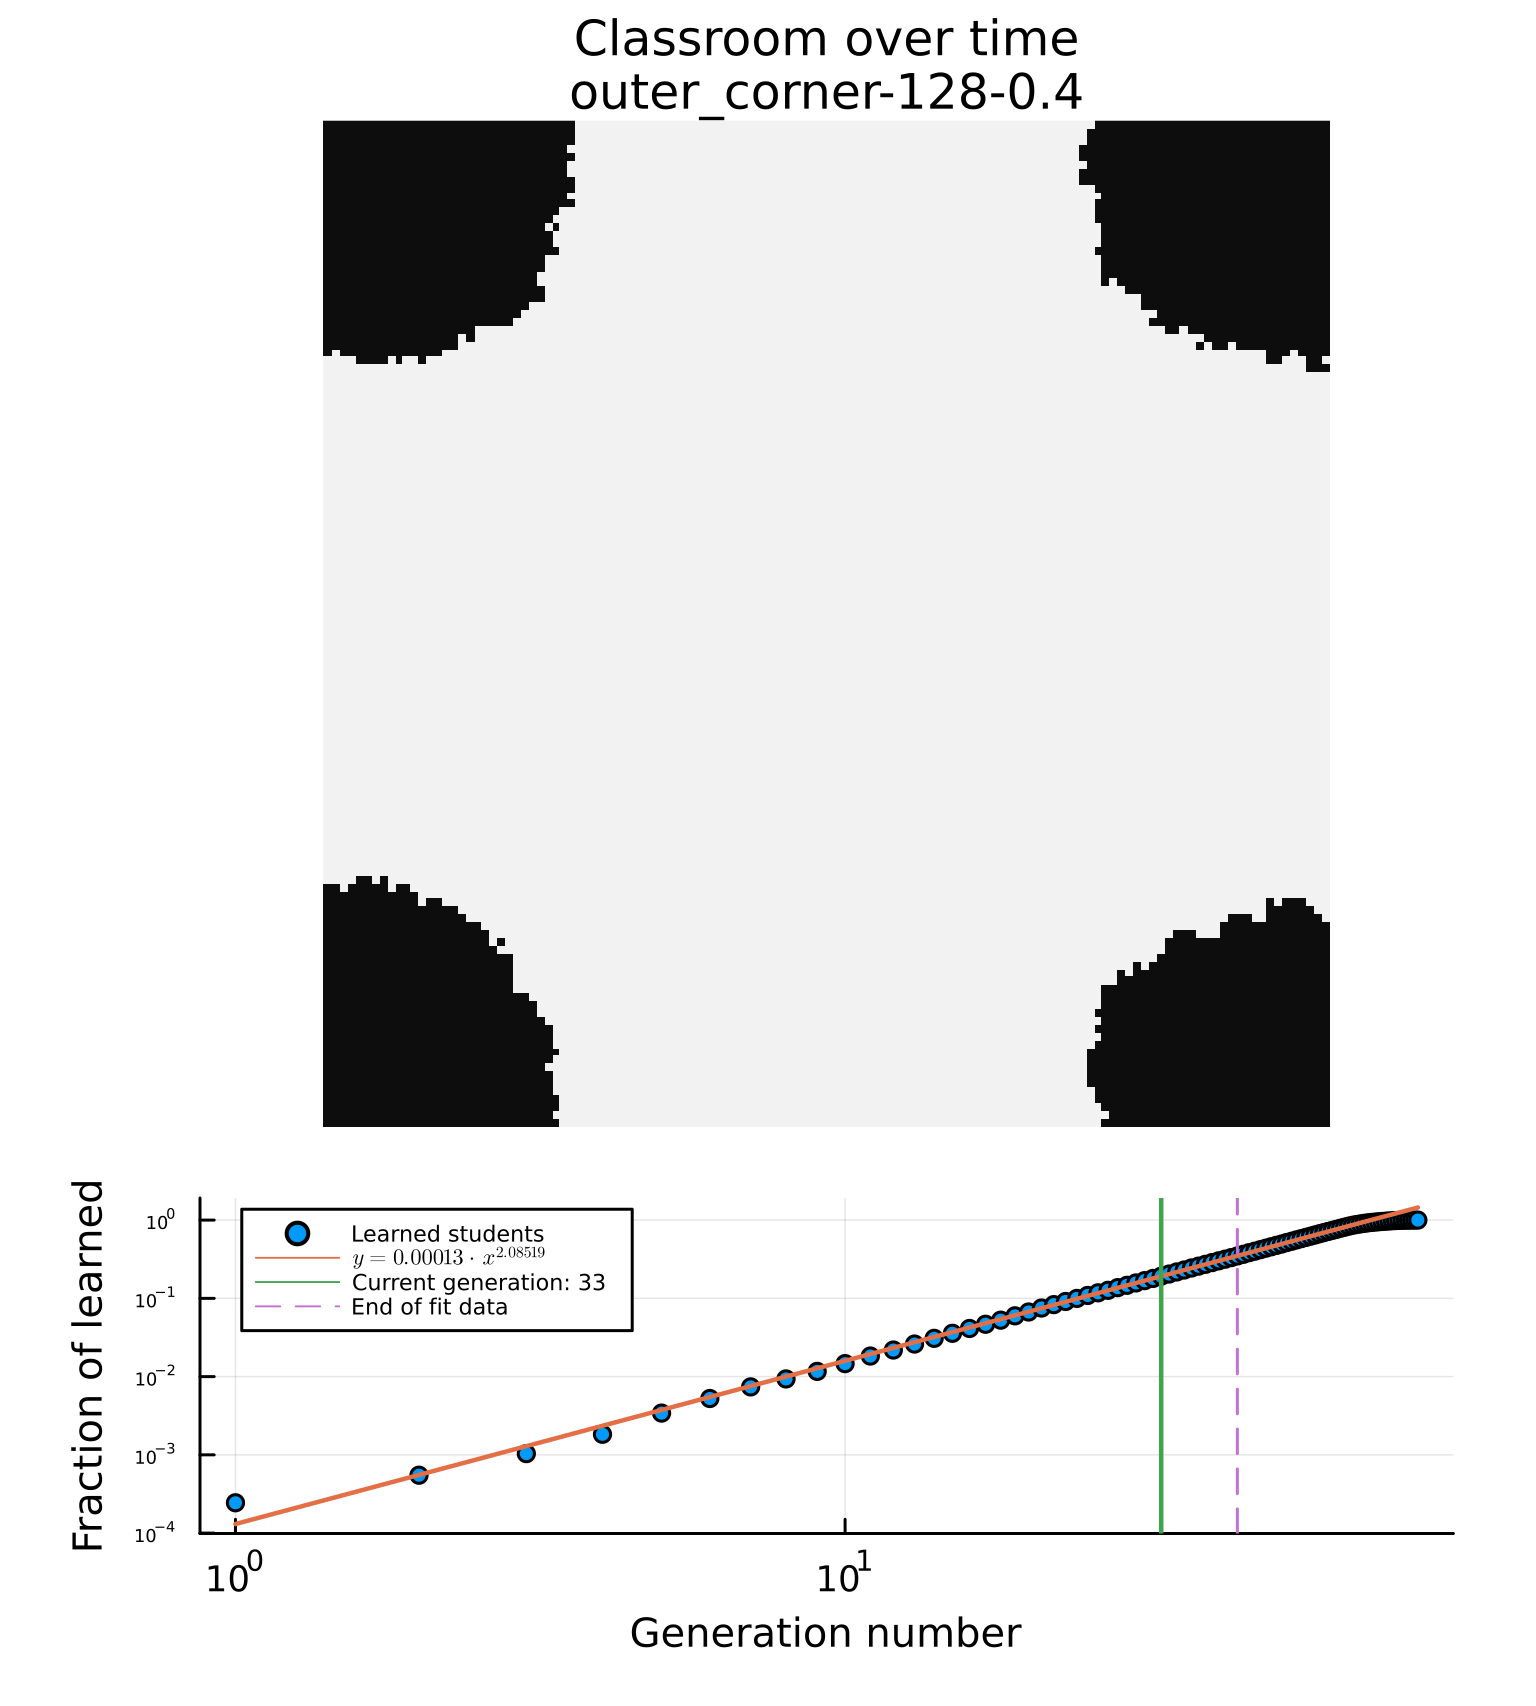 Classroom over time
outer_corner-128-0.4
Fraction of learned
10^0
10^-1
10^-2
10^-3
10^-4
Learned students
y = 0.00013 · x^2.08519
Current generation: 33
End of fit data
10^0
10^1
Generation number